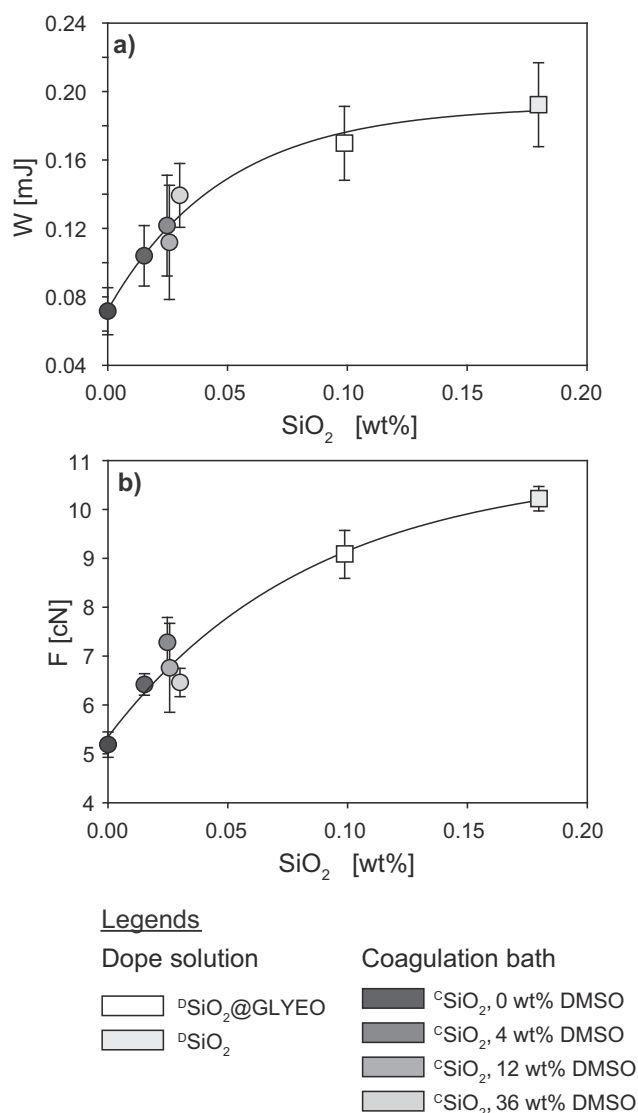 a)
0.24
0.20
0.16
0.12
0.08
0.04
W [mJ]
0.00 0.05 0.10 0.15 0.20
SiO₂ [wt%]
b)
11
10
9
8
7
6
5
4
F [cN]
0.00 0.05 0.10 0.15 0.20
SiO₂ [wt%]
Legends
Dope solution
ᴰSiO₂@GLYEO
ᴰSiO₂
Coagulation bath
ᶜSiO₂, 0 wt% DMSO
ᶜSiO₂, 4 wt% DMSO
ᶜSiO₂, 12 wt% DMSO
ᶜSiO₂, 36 wt% DMSO